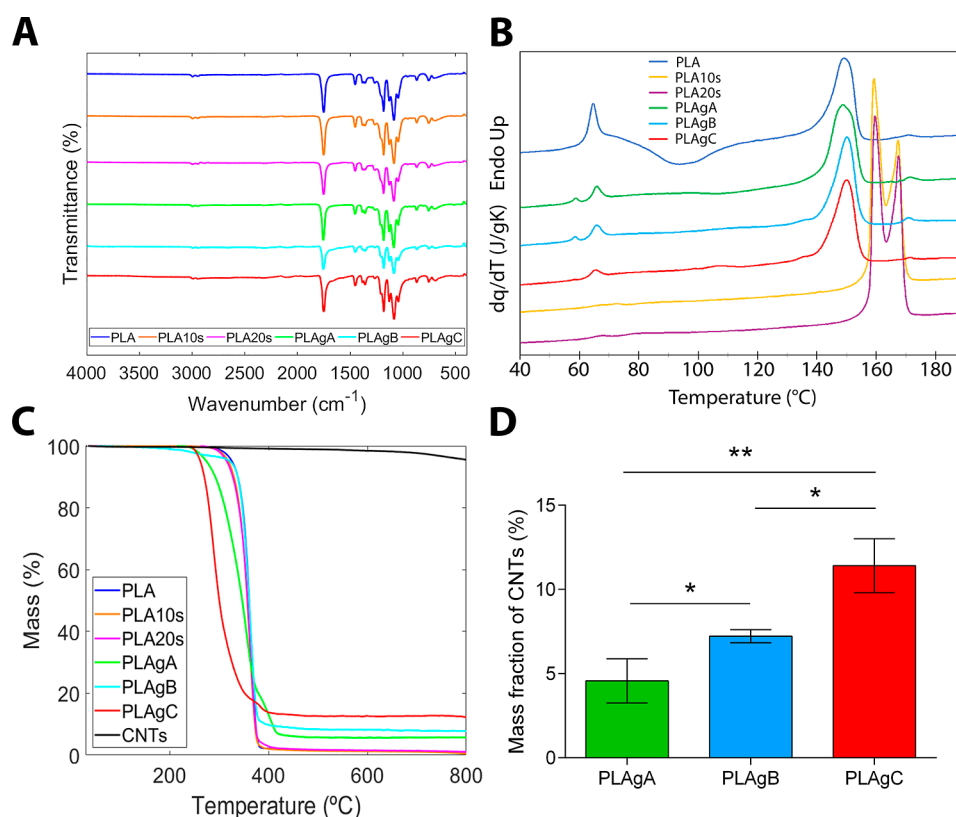 A
Transmittance (%)
PLA PLA10s PLA20s PLAgA PLAgB PLAgC
4000 3500 3000 2500 2000 1500 1000 500
Wavenumber (cm-1)
B
dq/dT (J/gK) Endo Up
PLA
PLA10s
PLA20s
PLAgA
PLAgB
PLAgC
40 60 80 100 120 140 160 180
Temperature (°C)
C
Mass (%)
100
80
60
40
20
0
PLA
PLA10s
PLA20s
PLAgA
PLAgB
PLAgC
CNTs
200 400 600 800
Temperature (ºC)
D
Mass fraction of CNTs (%)
15
10
5
0
**
*
*
PLAgA PLAgB PLAgC